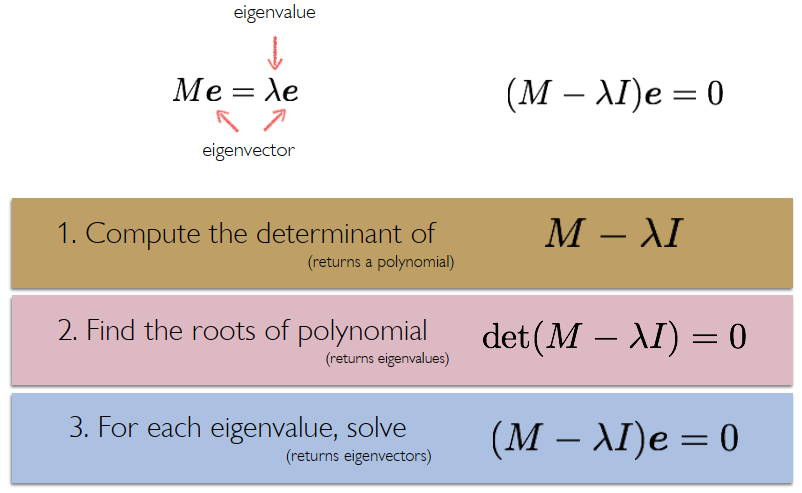 eigenvalue
Me = λe
(M − λI)e = 0
eigenvector
1. Compute the determinant of
M − λI
(returns a polynomial)
2. Find the roots of polynomial
det(M − λI) = 0
(returns eigenvalues)
3. For each eigenvalue, solve
(M − λI)e = 0
(returns eigenvectors)